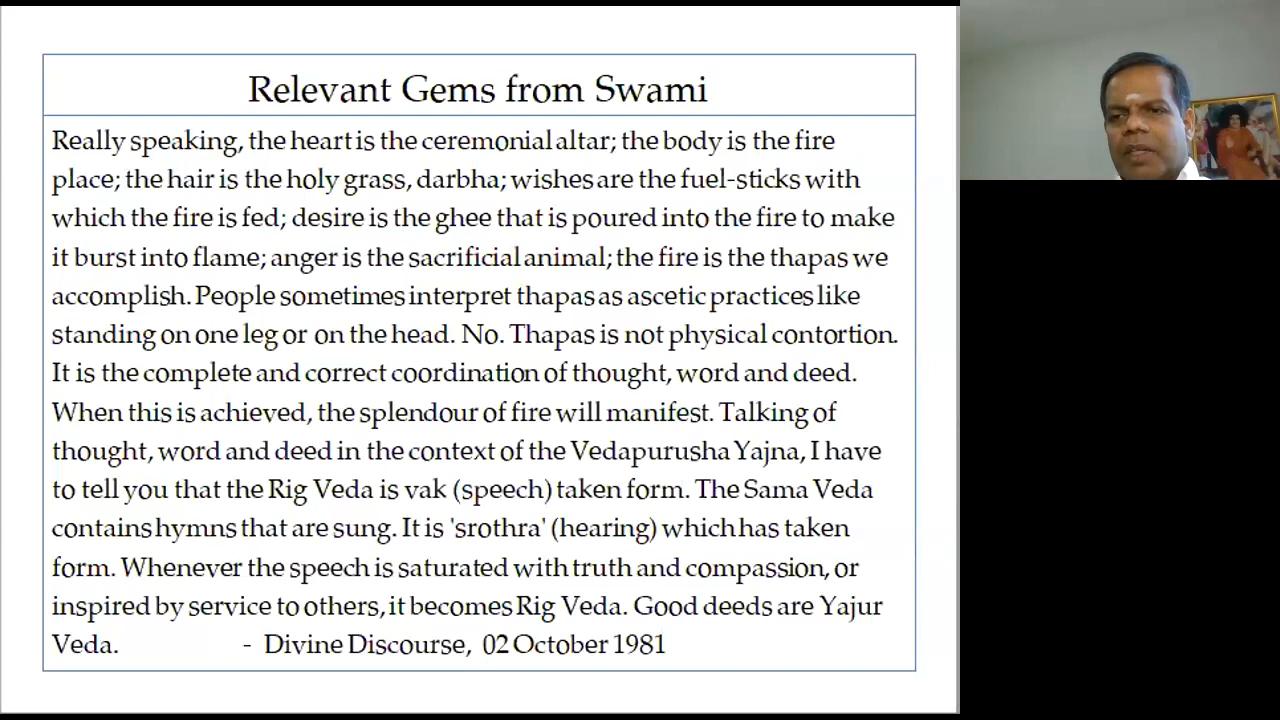 Relevant Gems from Swami
Really speaking, the heart is the ceremonial altar; the body is the fire
place; the hair is the holy grass, darbha; wishes are the fuel-sticks with
which the fire is fed; desire is the ghee that is poured into the fire to make
it burst into flame; anger is the sacrificial animal; the fire is the thapas we
accomplish. People sometimes interpret thapas as ascetic practices like
standing on one leg or on the head. No. Thapas is not physical contortion.
It is the complete and correct coordination of thought, word and deed.
When this is achieved, the splendour of fire will manifest. Talking of
thought, word and deed in the context of the Vedapurusha Yajna, I have
to tell you that the Rig Veda is vak (speech) taken form. The Sama Veda
contains hymns that are sung. It is 'srothra' (hearing) which has taken
form. Whenever the speech is saturated with truth and compassion, or
inspired by service to others, it becomes Rig Veda. Good deeds are Yajur
Veda. - Divine Discourse, 02 October 1981